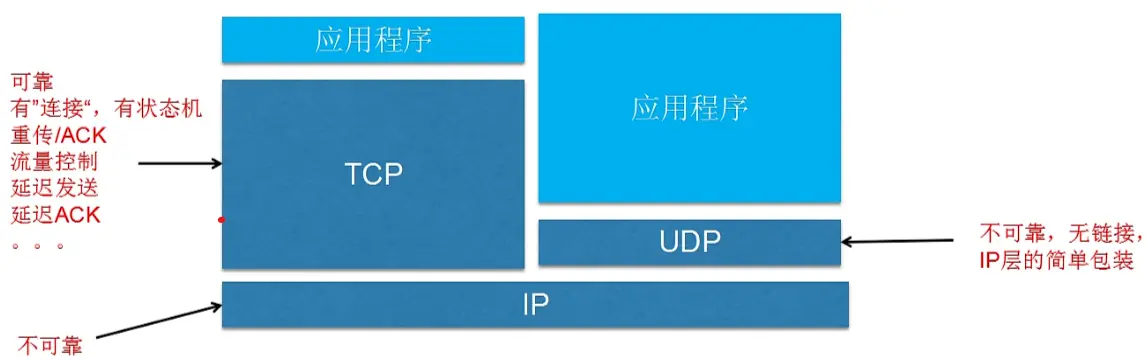 应用程序
可靠
有”连接“，有状态机
重传/ACK
流量控制
延迟发送
延迟ACK
。。。
TCP
应用程序
UDP
不可靠，无链接，
IP层的简单包装
IP
不可靠